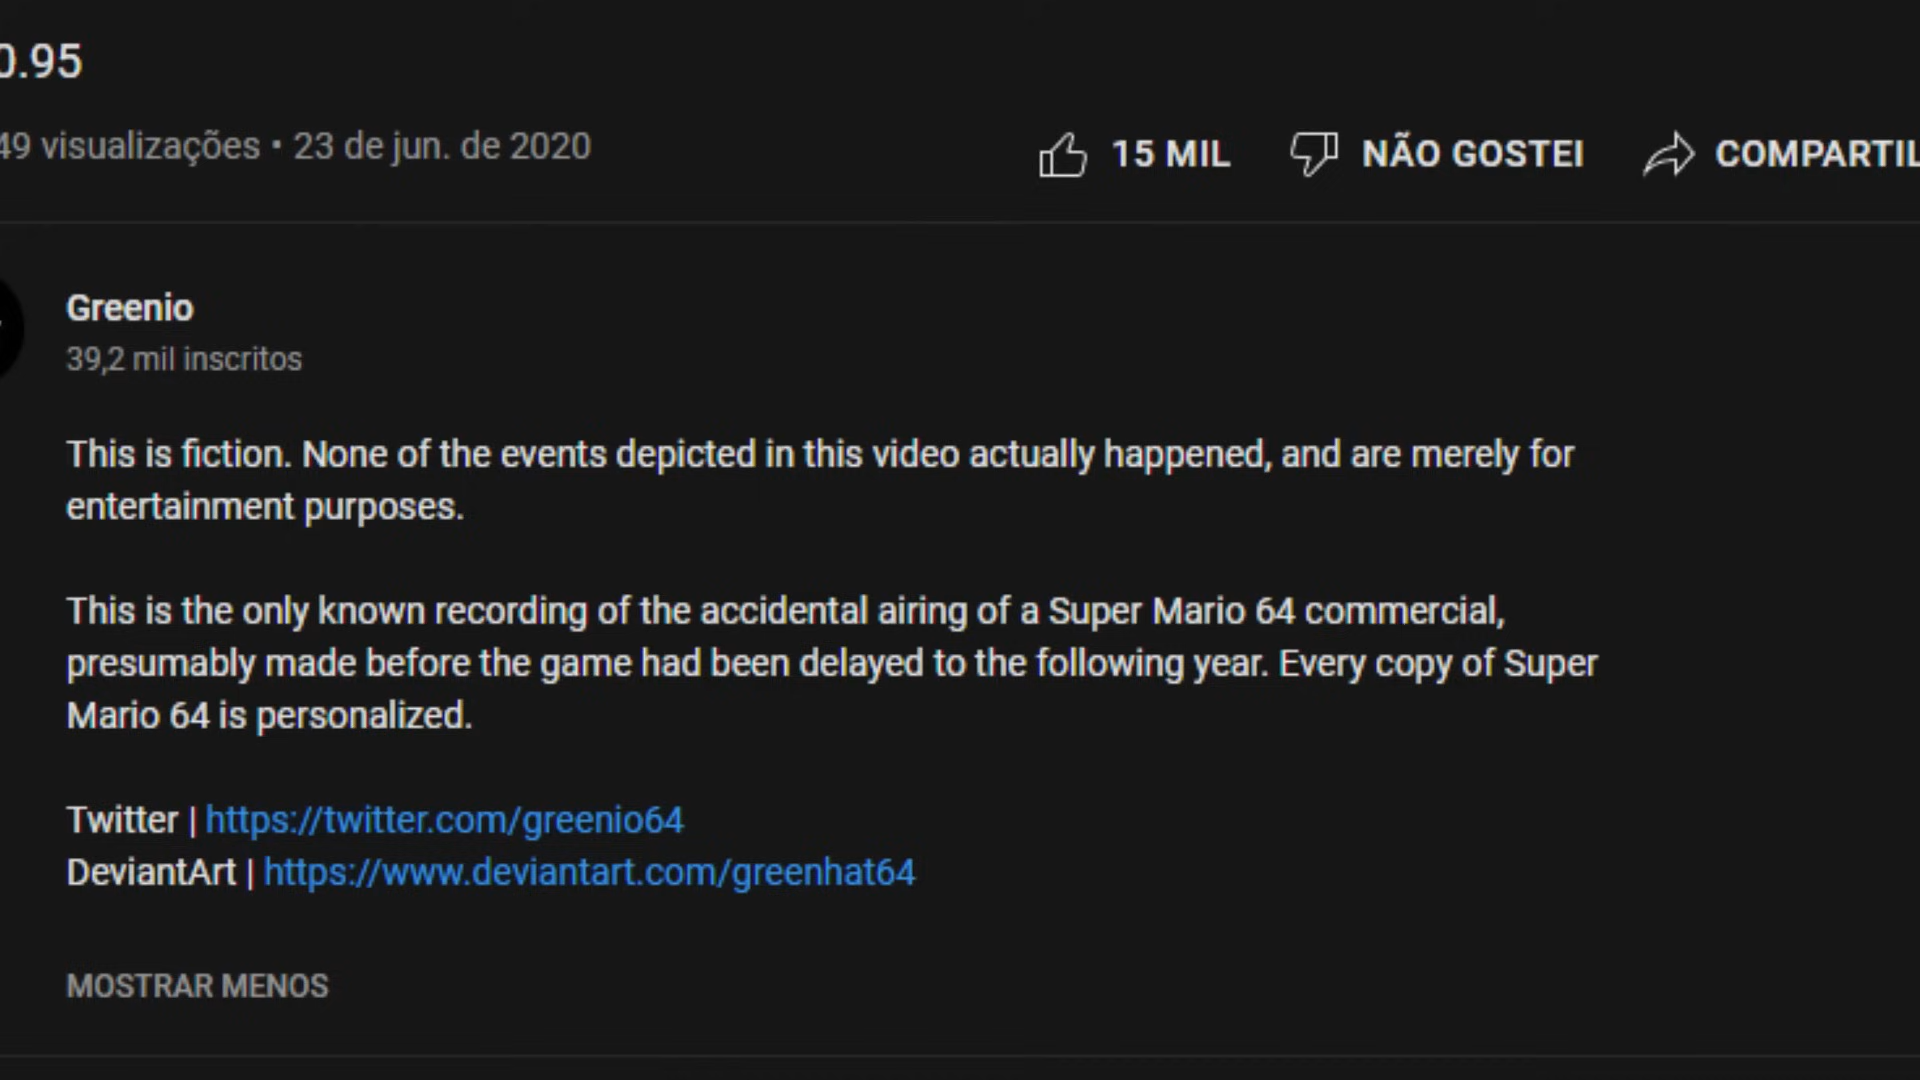 0.95
49 visualizações • 23 de jun. de 2020
15 MIL NÃO GOSTEI COMPARTIL
Greenio
39,2 mil inscritos
This is fiction. None of the events depicted in this video actually happened, and are merely for
entertainment purposes.
This is the only known recording of the accidental airing of a Super Mario 64 commercial,
presumably made before the game had been delayed to the following year. Every copy of Super
Mario 64 is personalized.
Twitter | https://twitter.com/greenio64
DeviantArt | https://www.deviantart.com/greenhat64
MOSTRAR MENOS